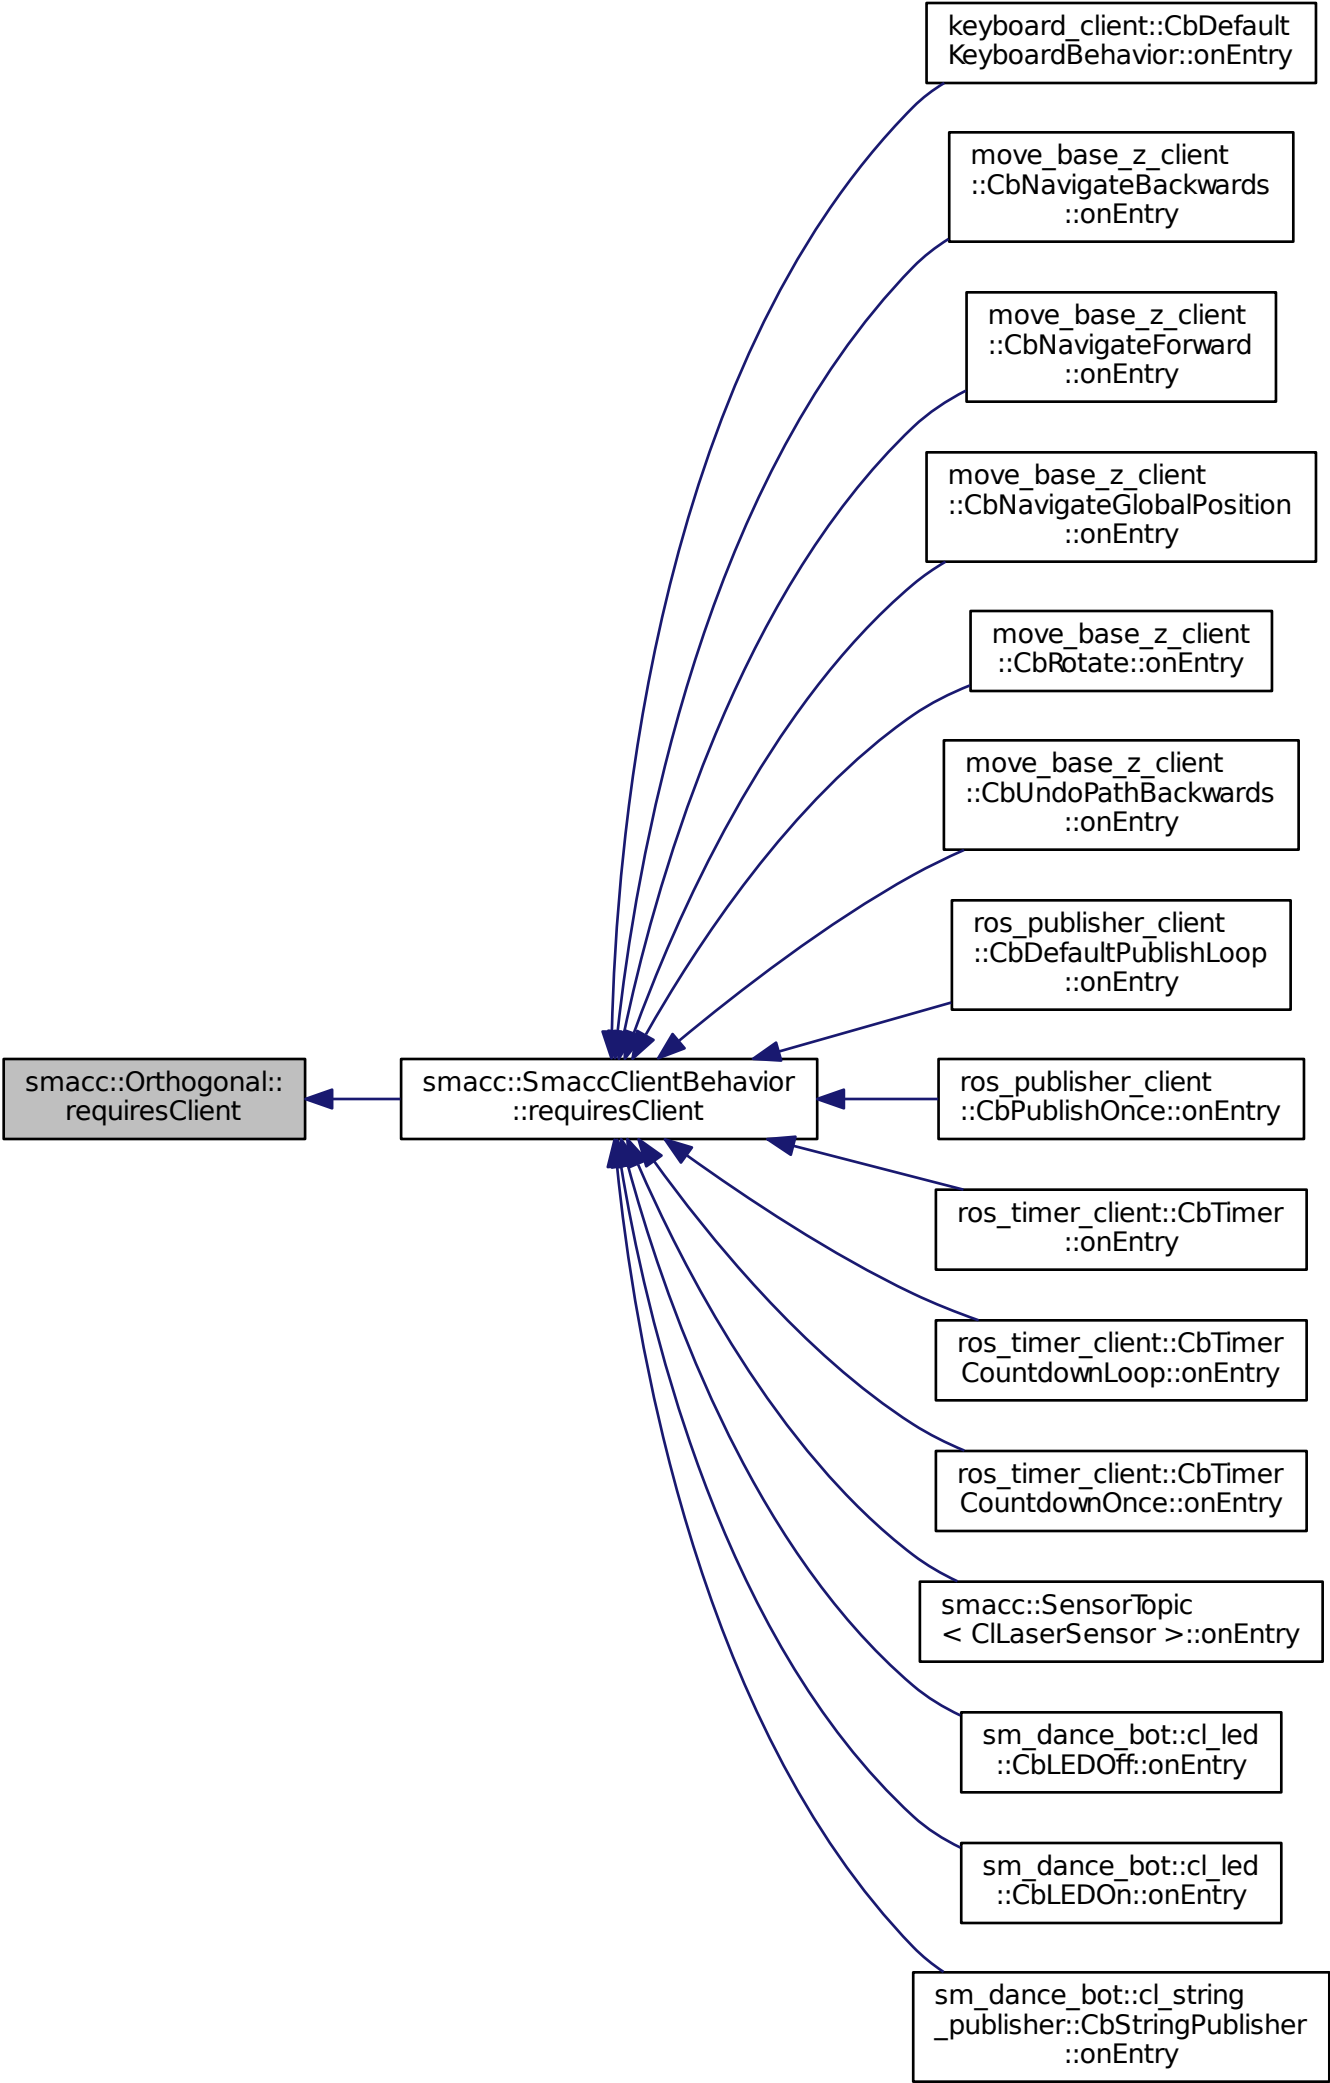 keyboard_client::CbDefault
KeyboardBehavior::onEntry
move_base_z_client
::CbNavigateBackwards
::onEntry
move_base_z_client
::CbNavigateForward
::onEntry
move_base_z_client
::CbNavigateGlobalPosition
::onEntry
move_base_z_client
::CbRotate::onEntry
move_base_z_client
::CbUndoPathBackwards
::onEntry
ros_publisher_client
::CbDefaultPublishLoop
::onEntry
smacc::Orthogonal::
requiresClient
smacc::SmaccClientBehavior
::requiresClient
ros_publisher_client
::CbPublishOnce::onEntry
ros_timer_client::CbTimer
::onEntry
ros_timer_client::CbTimer
CountdownLoop::onEntry
ros_timer_client::CbTimer
CountdownOnce::onEntry
smacc::SensorTopic
< ClLaserSensor >::onEntry
sm_dance_bot::cl_led
::CbLEDOff::onEntry
sm_dance_bot::cl_led
::CbLEDOn::onEntry
sm_dance_bot::cl_string
_publisher::CbStringPublisher
::onEntry